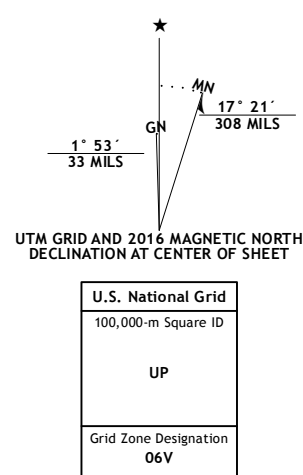 ★
MN
17° 21´
308 MILS
GN
1° 53´
33 MILS
UTM GRID AND 2016 MAGNETIC NORTH
DECLINATION AT CENTER OF SHEET
U.S. National Grid
100,000-m Square ID
UP
Grid Zone Designation
06V